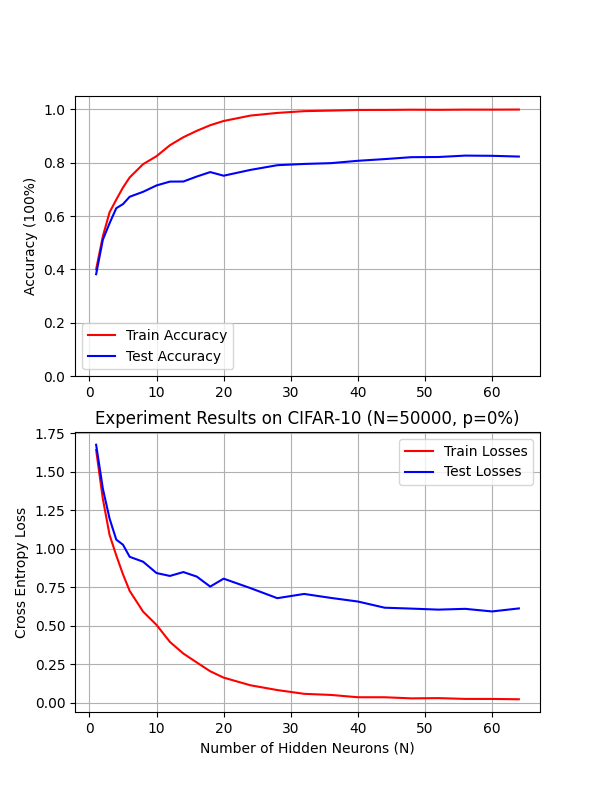 1.0
0.8
0.6
0.4
0.2
0.0
Accuracy (100%)
Train Accuracy
Test Accuracy
0 10 20 30 40 50 60
Experiment Results on CIFAR-10 (N=50000, p=0%)
1.75
1.50
1.25
1.00
0.75
0.50
0.25
0.00
Cross Entropy Loss
Train Losses
Test Losses
0 10 20 30 40 50 60
Number of Hidden Neurons (N)